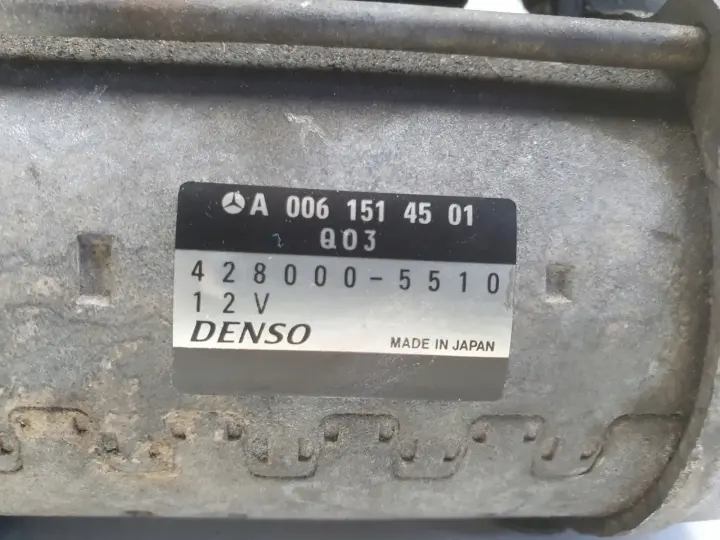 A 006 151 45 01
Q03
428000-5510
12V
DENSO
MADE IN JAPAN